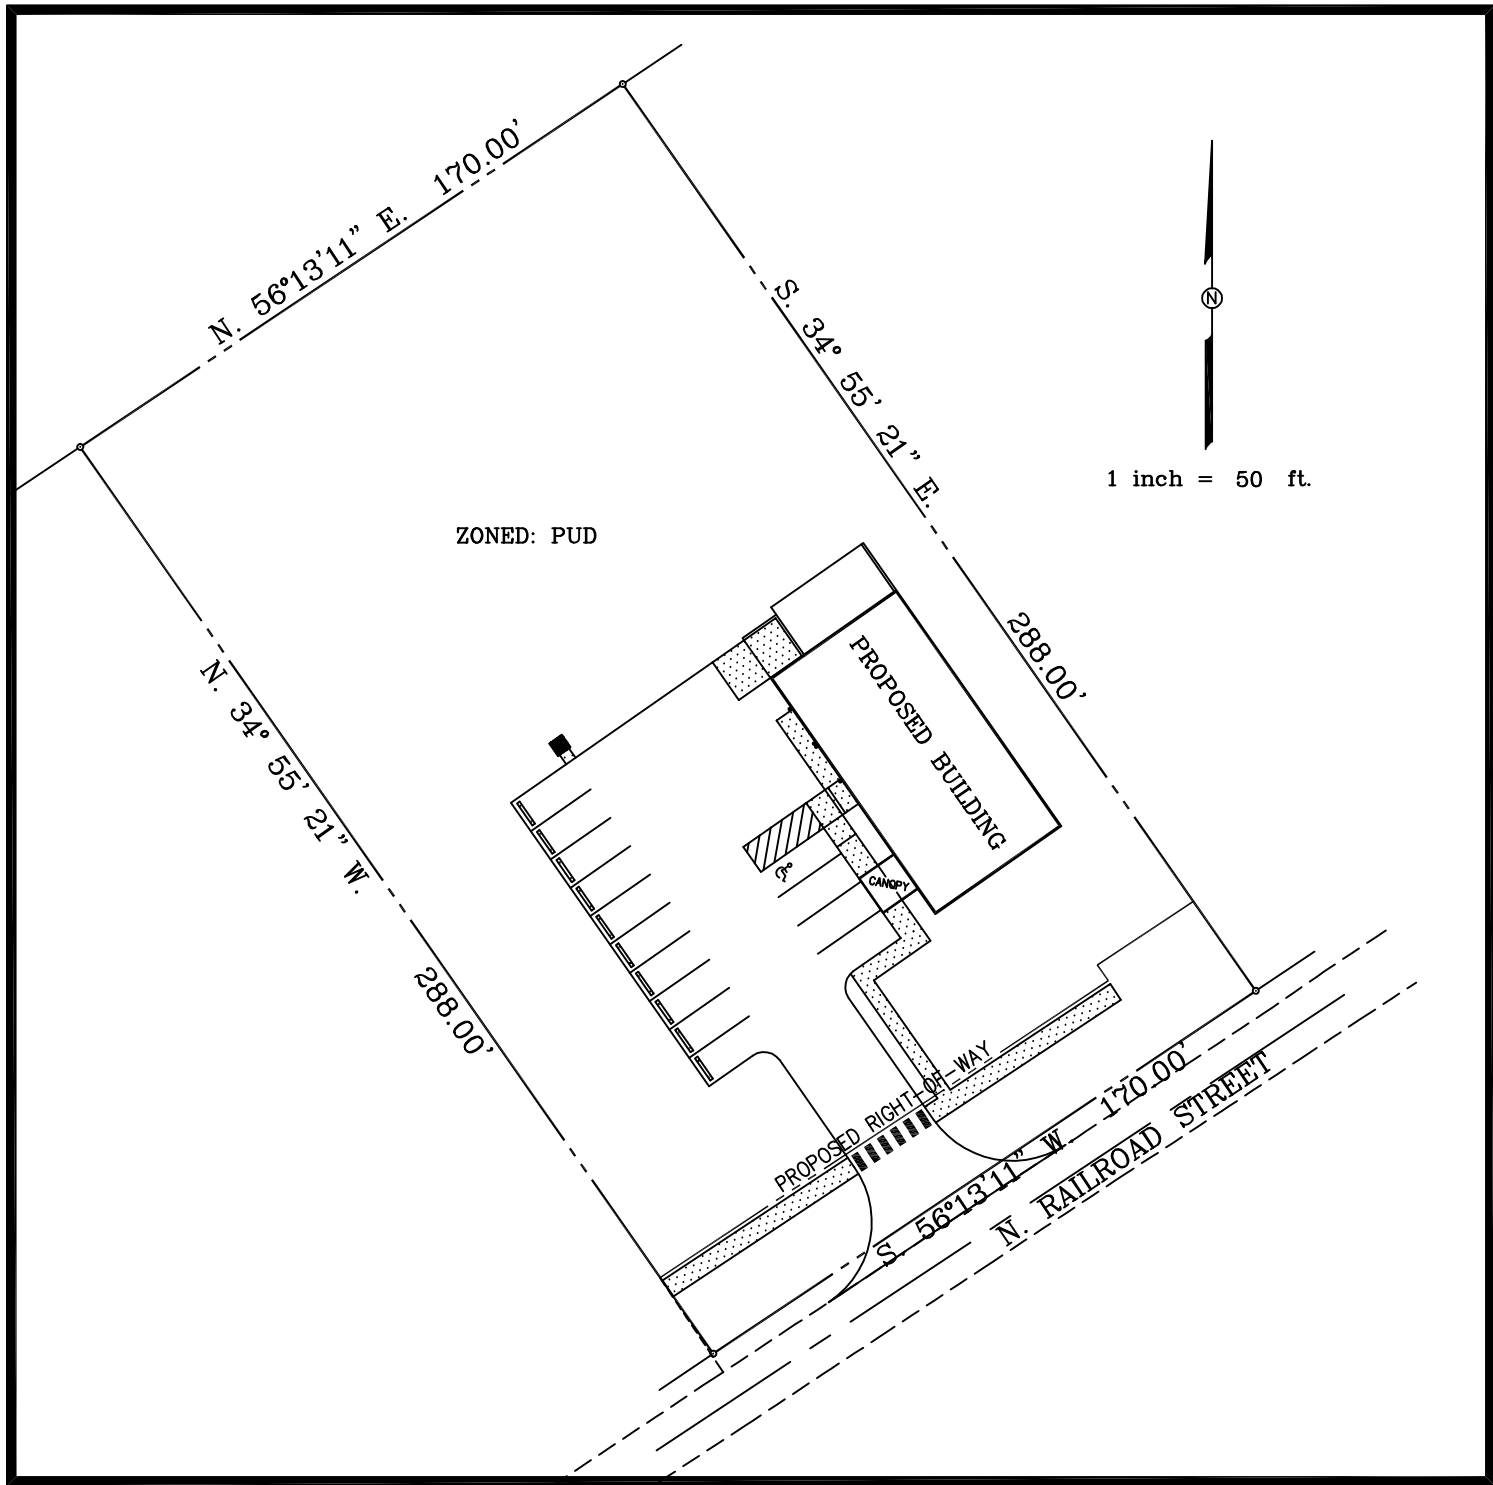 N. 56°13'11" E. 170.00'
S. 34° 55' 21" E. 288.00'
N
1 inch = 50 ft.
ZONED: PUD
N. 34° 55' 21" W. 288.00'
PROPOSED BUILDING
CANOPY
PROPOSED RIGHT-OF-WAY
S. 56°13'11" W. 170.00'
N. RAILROAD STREET